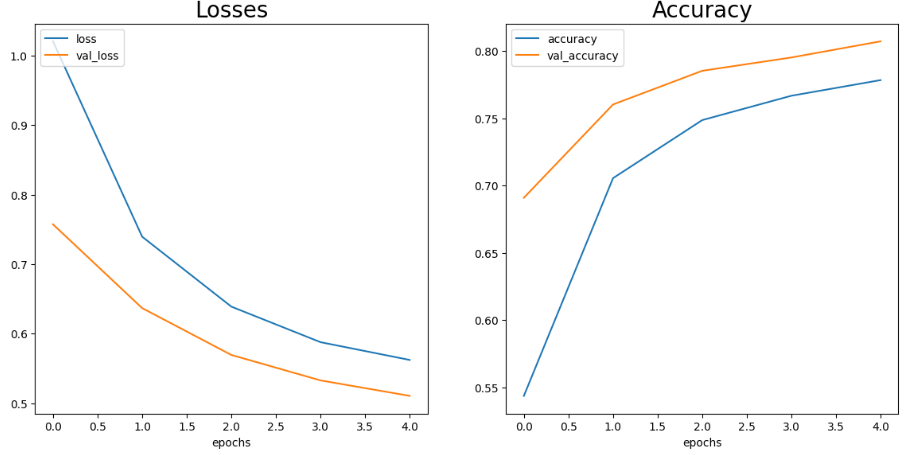 Losses
loss
val_loss
1.0
0.9
0.8
0.7
0.6
0.5
0.0 0.5 1.0 1.5 2.0 2.5 3.0 3.5 4.0
epochs
Accuracy
accuracy
val_accuracy
0.80
0.75
0.70
0.65
0.60
0.55
0.0 0.5 1.0 1.5 2.0 2.5 3.0 3.5 4.0
epochs